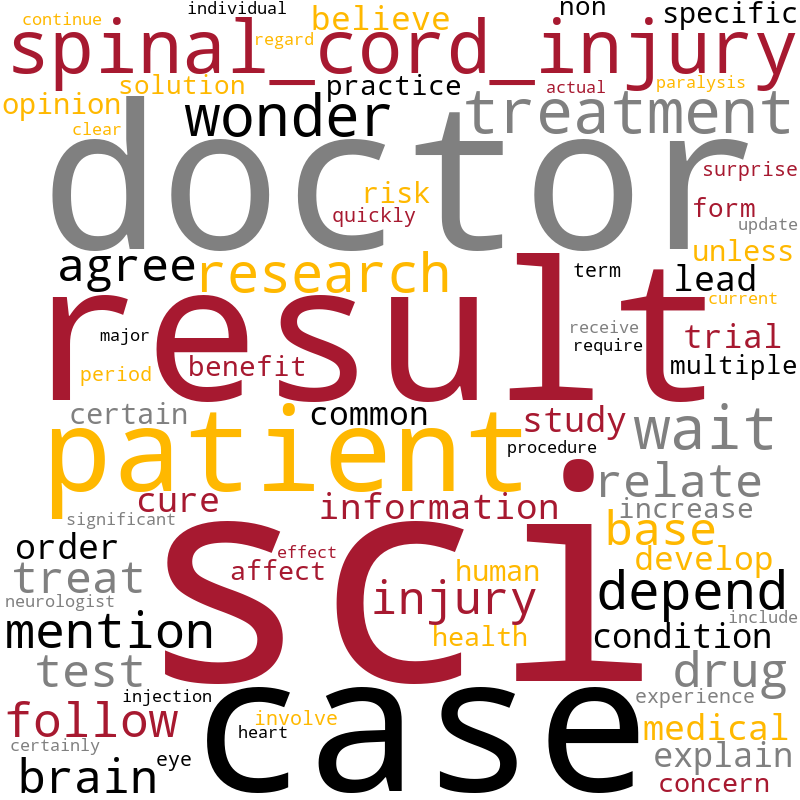 continue
individual
believe
non
specific
spinal_cord_injury
regard
solution
practice
actual
paralysis
opinion
wonder
treatment
clear
doctor
surprise
risk
form
quickly
update
agree
research
unless
term
lead
result
current
major
receive
trial
require
benefit
multiple
period
certain
common
study
wait
patient
procedure
relate
cure
information
increase
significant
base
order
effect
develop
treat
affect
human
sci
injury
depend
neurologist
include
mention
health
condition
test
drug
injection
case
experience
follow
involve
medical
heart
certainly
eye
explain
brain
concern